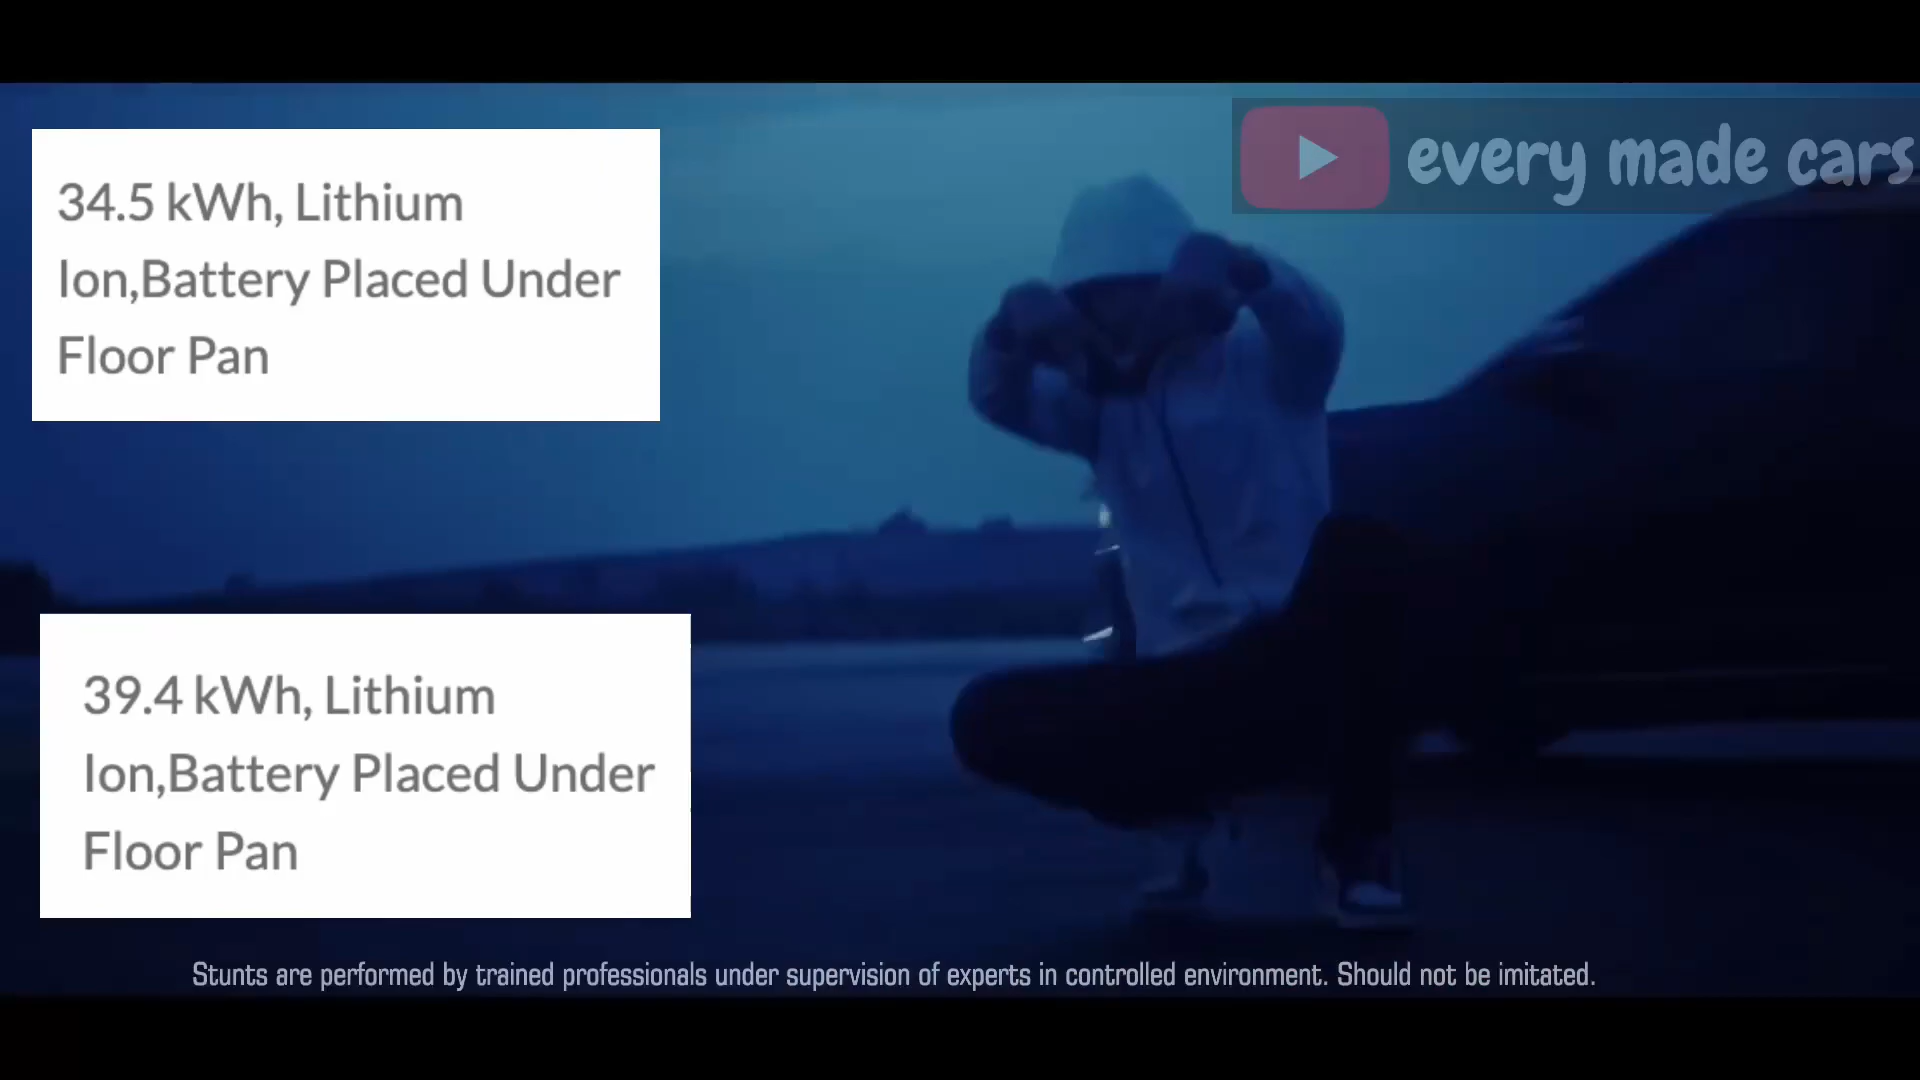 every made cars
34.5 kWh, Lithium
Ion,Battery Placed Under
Floor Pan
39.4 kWh, Lithium
Ion,Battery Placed Under
Floor Pan
Stunts are performed by trained professionals under supervision of experts in controlled environment. Should not be imitated.